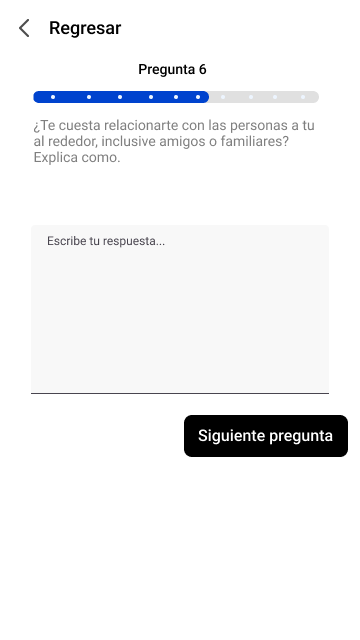 Regresar
Pregunta 6
¿Te cuesta relacionarte con las personas a tu
al rededor, inclusive amigos o familiares?
Explica como.
Escribe tu respuesta...
Siguiente pregunta